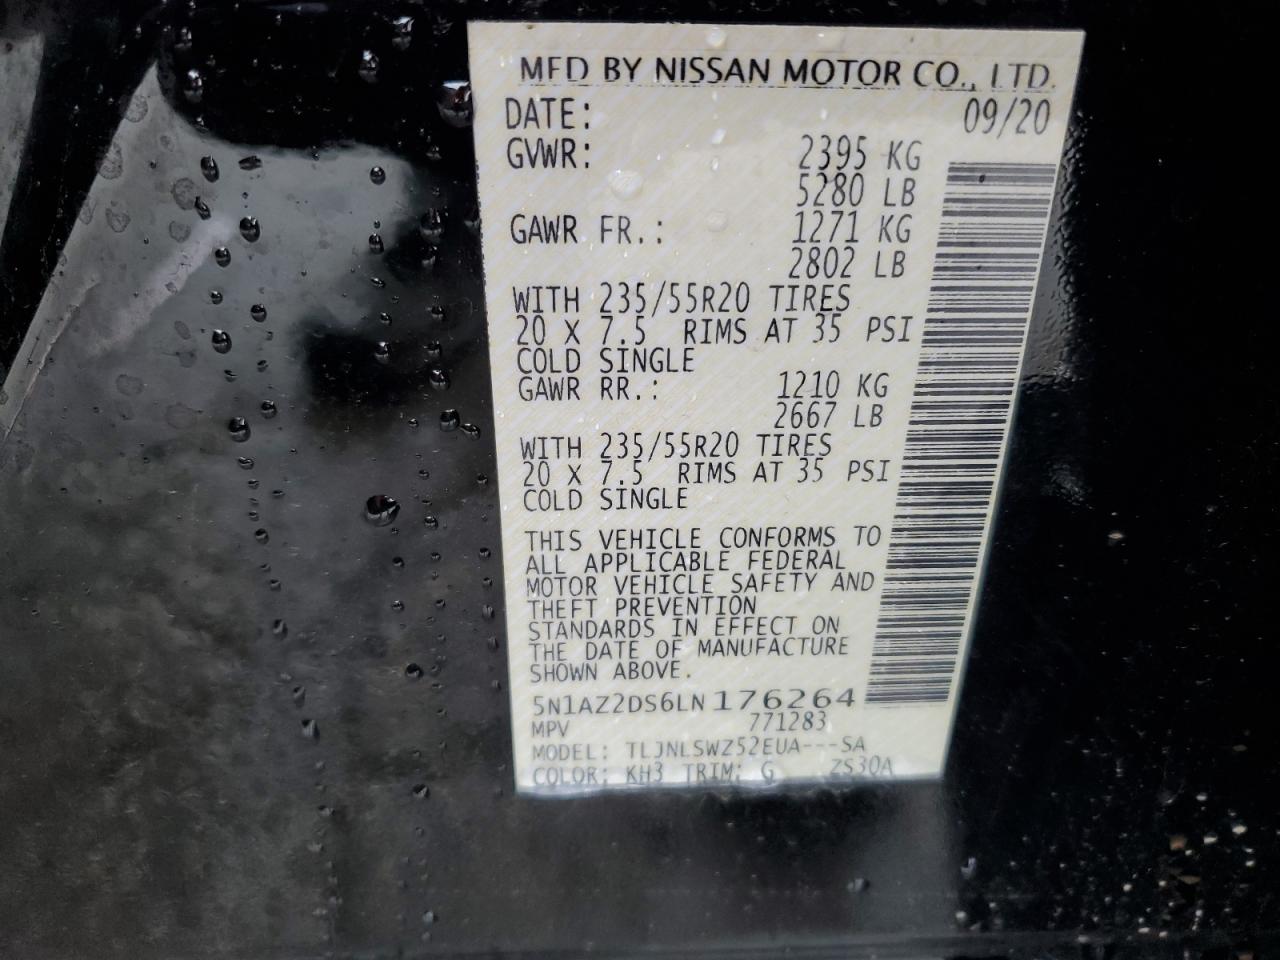 MFD BY NISSAN MOTOR CO., LTD.
DATE: 09/20
GVWR: 2395 KG
5280 LB
GAWR FR.: 1271 KG
2802 LB
WITH 235/55R20 TIRES
20 X 7.5 RIMS AT 35 PSI
COLD SINGLE
GAWR RR.: 1210 KG
2667 LB
WITH 235/55R20 TIRES
20 X 7.5 RIMS AT 35 PSI
COLD SINGLE
THIS VEHICLE CONFORMS TO
ALL APPLICABLE FEDERAL
MOTOR VEHICLE SAFETY AND
THEFT PREVENTION
STANDARDS IN EFFECT ON
THE DATE OF MANUFACTURE
SHOWN ABOVE.
5N1AZ2DS6LN176264
MPV 771283
MODEL: TLJNLSWZ52EUA---SA
COLOR: KH3 TRIM: G ZS30A